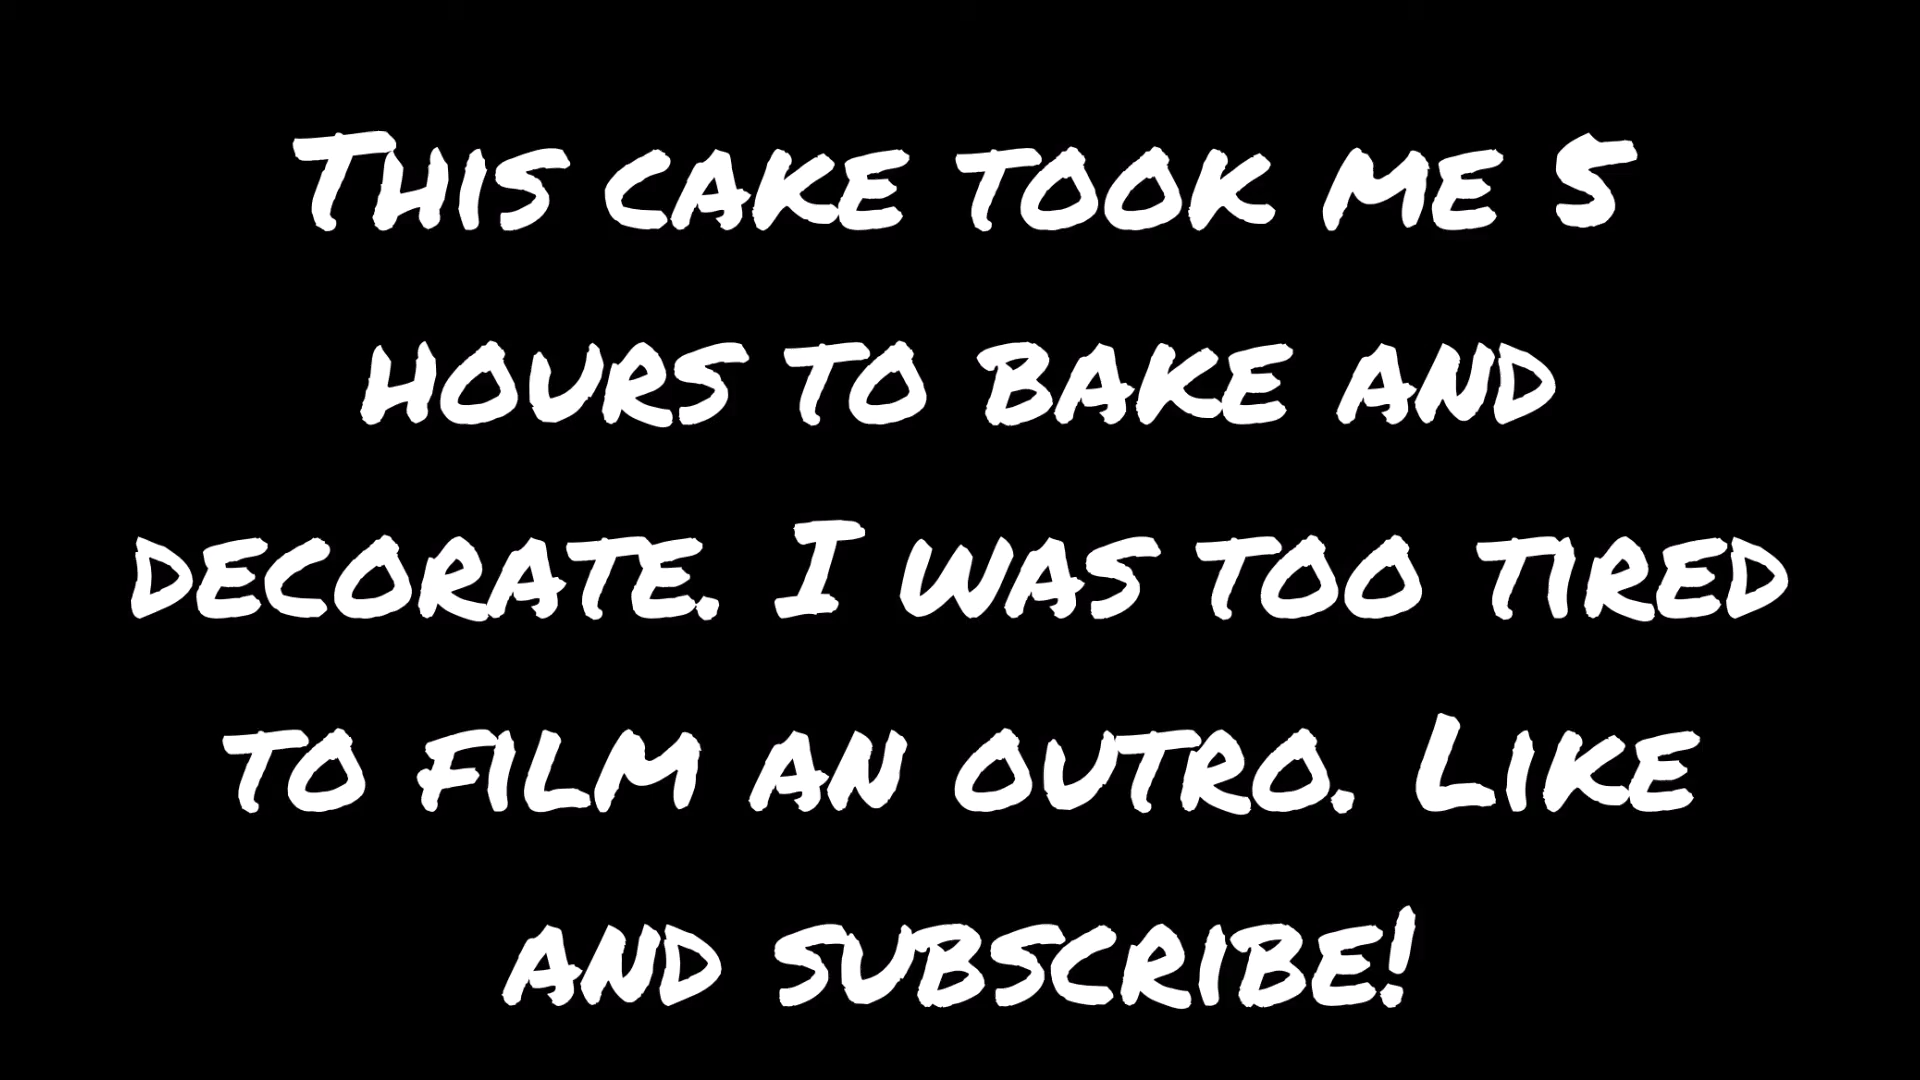 This cake took me 5
hours to bake and
decorate. I was too tired
to film an outro. Like
and subscribe!